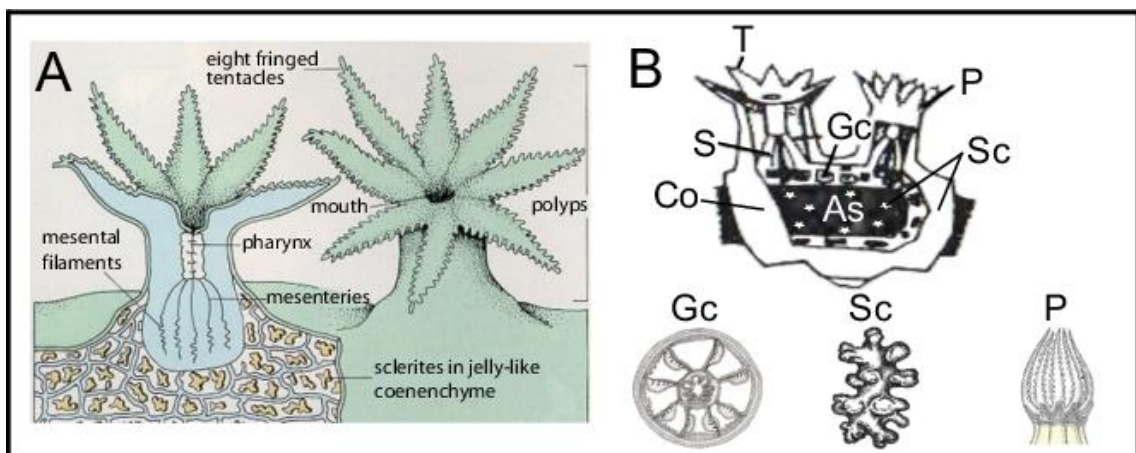 A
eight fringed
tentacles
mouth
polyps
pharynx
mesental
filaments
mesenteries
sclerites in jelly-like
coenenchyme
B
T
P
Gc
S
Sc
Co
As
Gc
Sc
P